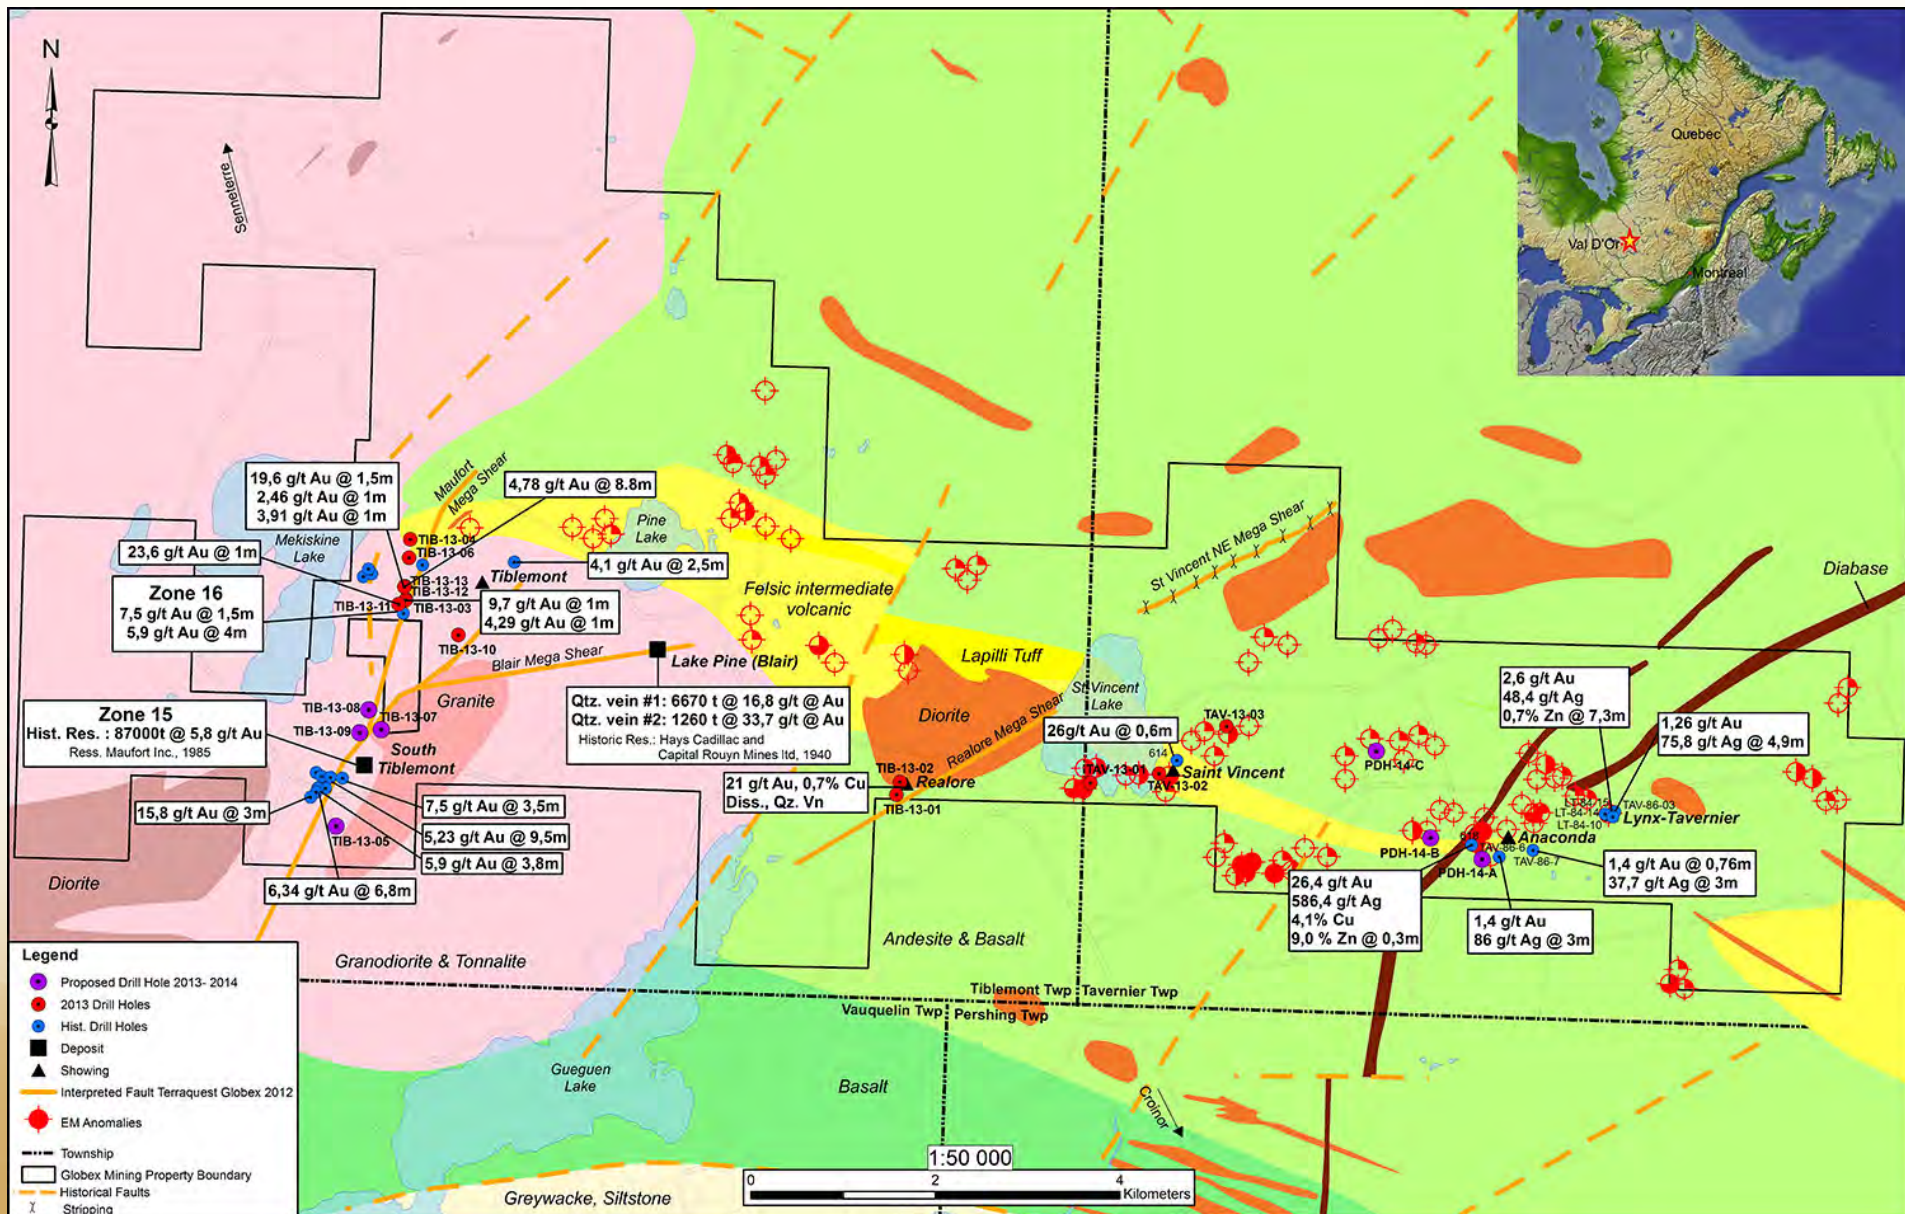 N
Senneterre
Quebec
Val D'Or
Montreal
19,6 g/t Au @ 1,5m
2,46 g/t Au @ 1m
3,91 g/t Au @ 1m
Maufort
Mega Shear
4,78 g/t Au @ 8.8m
Mekiskine
Lake
23,6 g/t Au @ 1m
Zone 16
7,5 g/t Au @ 1,5m
5,9 g/t Au @ 4m
TIB-13-04
TIB-13-06
TIB-13-13
TIB-13-12
TIB-13-11
TIB-13-03
TIB-13-10
Tiblemont
Pine
Lake
4,1 g/t Au @ 2,5m
9,7 g/t Au @ 1m
4,29 g/t Au @ 1m
Blair Mega Shear
Lake Pine (Blair)
Qtz. vein #1: 6670 t @ 16,8 g/t @ Au
Qtz. vein #2: 1260 t @ 33,7 g/t @ Au
Historic Res.: Hays Cadillac and
Capital Rouyn Mines ltd, 1940
Felsic intermediate
volcanic
Lapilli Tuff
St Vincent NE Mega Shear
Diabase
Zone 15
Hist. Res. : 87000t @ 5,8 g/t Au
Ress. Maufort Inc., 1985
TIB-13-08
TIB-13-07
TIB-13-09
Granite
South
Tiblemont
15,8 g/t Au @ 3m
TIB-13-05
7,5 g/t Au @ 3,5m
5,23 g/t Au @ 9,5m
5,9 g/t Au @ 3,8m
6,34 g/t Au @ 6,8m
Diorite
Diorite
Realore Mega Shear
TIB-13-02
Realore
TIB-13-01
21 g/t Au, 0,7% Cu
Diss., Qz. Vn
St Vincent
Lake
26g/t Au @ 0,6m
614
TAV-13-03
TAV-13-01
TAV-13-02
Saint Vincent
PDH-14-C
2,6 g/t Au
48,4 g/t Ag
0,7% Zn @ 7,3m
1,26 g/t Au
75,8 g/t Ag @ 4,9m
LT-84-15
TAV-86-03
LT-84-14
LT-84-10
Lynx-Tavernier
PDH-14-B
Anaconda
TAV-86-6
TAV-86-7
PDH-14-A
26,4 g/t Au
586,4 g/t Ag
4,1% Cu
9,0 % Zn @ 0,3m
1,4 g/t Au @ 0,76m
37,7 g/t Ag @ 3m
1,4 g/t Au
86 g/t Ag @ 3m
Granodiorite & Tonnalite
Andesite & Basalt
Tiblemont Twp
Tavernier Twp
Vauquelin Twp
Pershing Twp
Gueguen
Lake
Basalt
Croinor
Greywacke, Siltstone
Legend
Proposed Drill Hole 2013- 2014
2013 Drill Holes
Hist. Drill Holes
Deposit
Showing
Interpreted Fault Terraquest Globex 2012
EM Anomalies
Township
Globex Mining Property Boundary
Historical Faults
Stripping
1:50 000
0 2 4
Kilometers